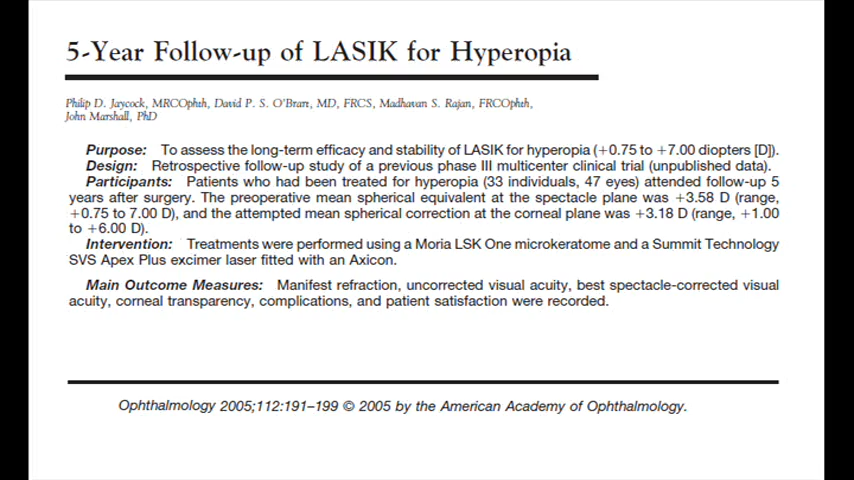 5-Year Follow-up of LASIK for Hyperopia
Philip D. Jaycock, MRCOphth, David P. S. O'Brart, MD, FRCS, Madhavan S. Rajan, FRCOphth,
John Marshall, PhD
Purpose: To assess the long-term efficacy and stability of LASIK for hyperopia (+0.75 to +7.00 diopters [D]).
Design: Retrospective follow-up study of a previous phase III multicenter clinical trial (unpublished data).
Participants: Patients who had been treated for hyperopia (33 individuals, 47 eyes) attended follow-up 5
years after surgery. The preoperative mean spherical equivalent at the spectacle plane was +3.58 D (range,
+0.75 to 7.00 D), and the attempted mean spherical correction at the corneal plane was +3.18 D (range, +1.00
to +6.00 D).
Intervention: Treatments were performed using a Moria LSK One microkeratome and a Summit Technology
SVS Apex Plus excimer laser fitted with an Axicon.
Main Outcome Measures: Manifest refraction, uncorrected visual acuity, best spectacle-corrected visual
acuity, corneal transparency, complications, and patient satisfaction were recorded.
Ophthalmology 2005;112:191–199 © 2005 by the American Academy of Ophthalmology.